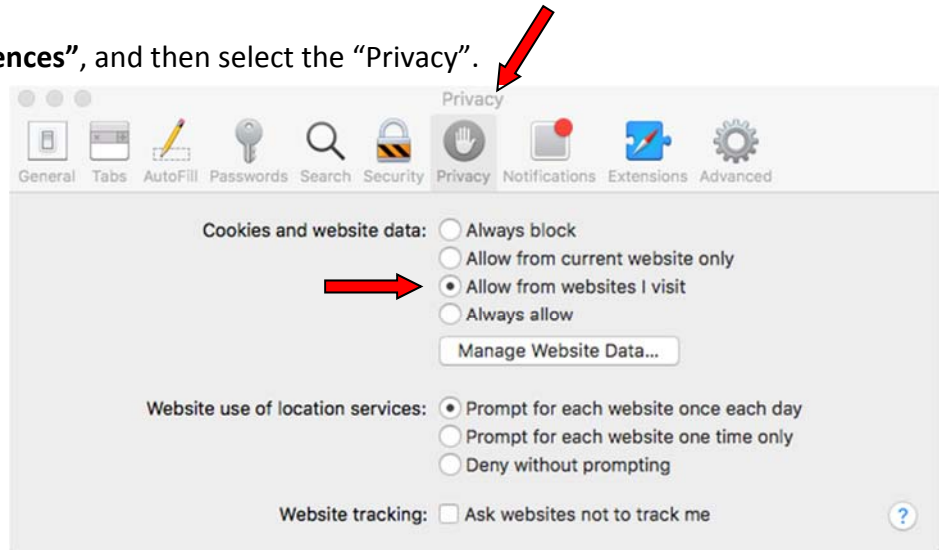 ences”, and then select the “Privacy”.
Privacy
General Tabs AutoFill Passwords Search Security Privacy Notifications Extensions Advanced
Cookies and website data: Always block
Allow from current website only
Allow from websites I visit
Always allow
Manage Website Data...
Website use of location services: Prompt for each website once each day
Prompt for each website one time only
Deny without prompting
Website tracking: Ask websites not to track me ?